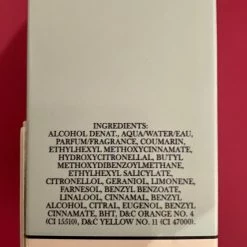 INGREDIENTS:
ALCOHOL DENAT., AQUA/WATER/EAU,
PARFUM/FRAGRANCE, COUMARIN,
ETHYLHEXYL METHOXYCINNAMATE,
HYDROXYCITRONELLAL, BUTYL
METHOXYDIBENZOYLMETHANE,
ETHYLHEXYL SALICYLATE,
CITRONELLOL, GERANIOL, LIMONENE,
FARNESOL, BENZYL BENZOATE,
LINALOOL, CINNAMAL, BENZYL
ALCOHOL, CITRAL, EUGENOL, BENZYL
CINNAMATE, BHT, D&C ORANGE NO. 4
(CI 15510), D&C YELLOW NO. 11 (CI 47000).